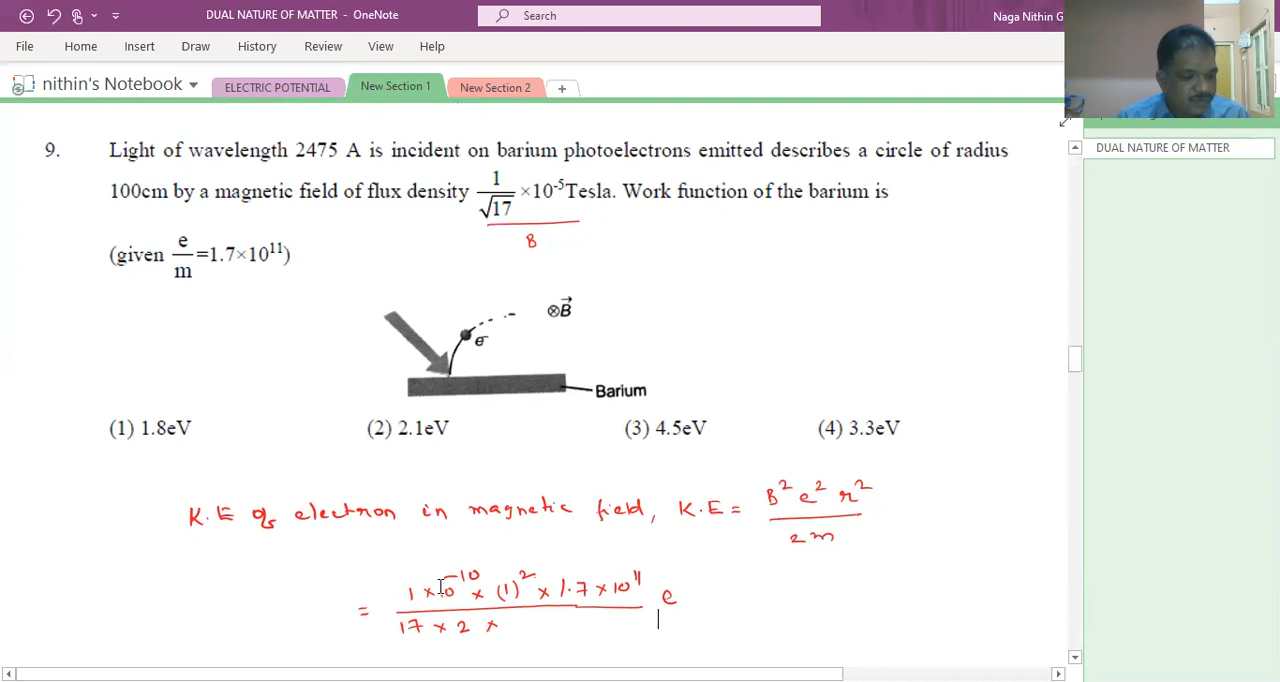 DUAL NATURE OF MATTER - OneNote
Search
Naga Nithin G
File Home Insert Draw History Review View Help
nithin's Notebook ELECTRIC POTENTIAL New Section 1 New Section 2
DUAL NATURE OF MATTER
9. Light of wavelength 2475 A is incident on barium photoelectrons emitted describes a circle of radius
100cm by a magnetic field of flux density 1/√17 ×10⁻⁵Tesla. Work function of the barium is
B
(given e/m =1.7×10¹¹)
⊗B⃗
e⁻
Barium
(1) 1.8eV (2) 2.1eV (3) 4.5eV (4) 3.3eV
K.E of electron in magnetic field, K.E = B² e² r² / 2m
= 1 × 10⁻¹⁰ × (1)² × 1.7 × 10¹¹ / 17 × 2 × e